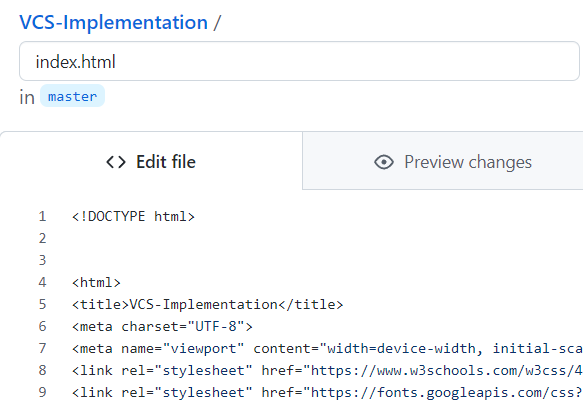 VCS-Implementation /
index.html
in master
<> Edit file Preview changes
1 <!DOCTYPE html>
2
3
4 <html>
5 <title>VCS-Implementation</title>
6 <meta charset="UTF-8">
7 <meta name="viewport" content="width=device-width, initial-sca
8 <link rel="stylesheet" href="https://www.w3schools.com/w3css/4
9 <link rel="stylesheet" href="https://fonts.googleapis.com/css?